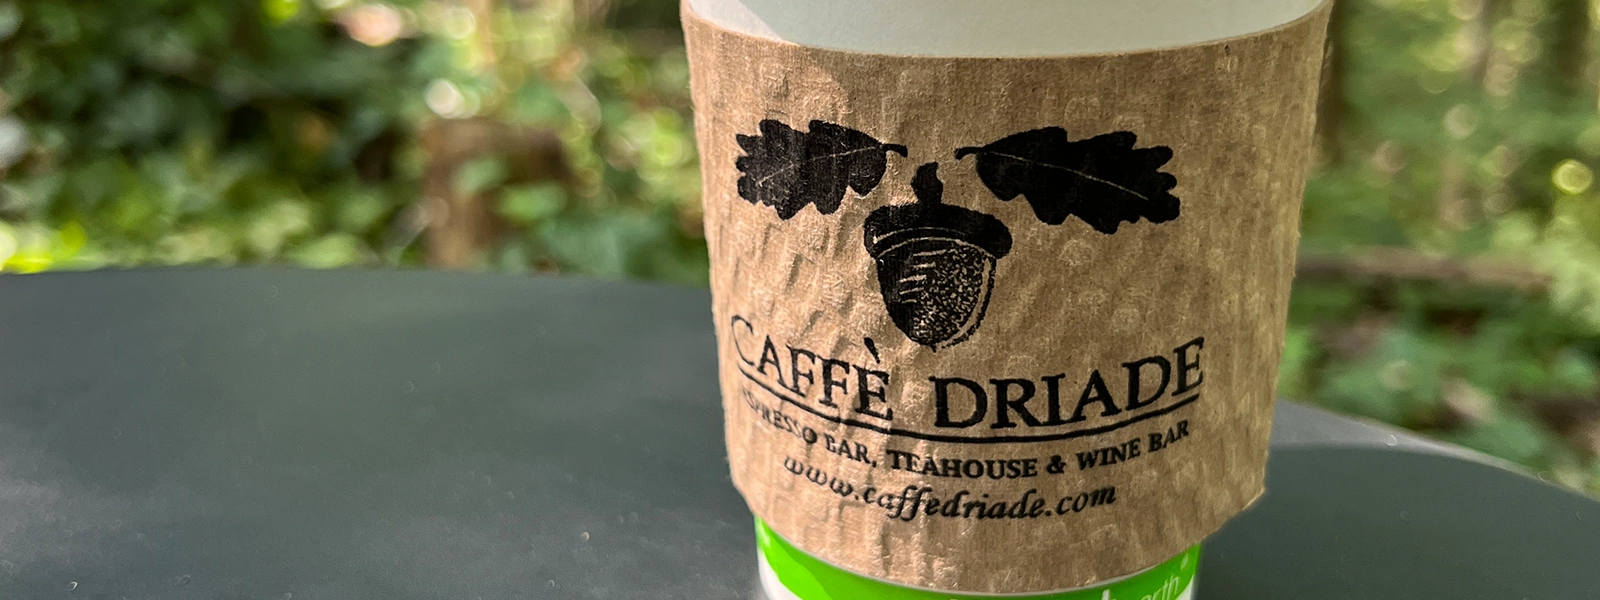 CAFFÈ DRIADE
ESPRESSO BAR, TEAHOUSE & WINE BAR
www.caffedriade.com